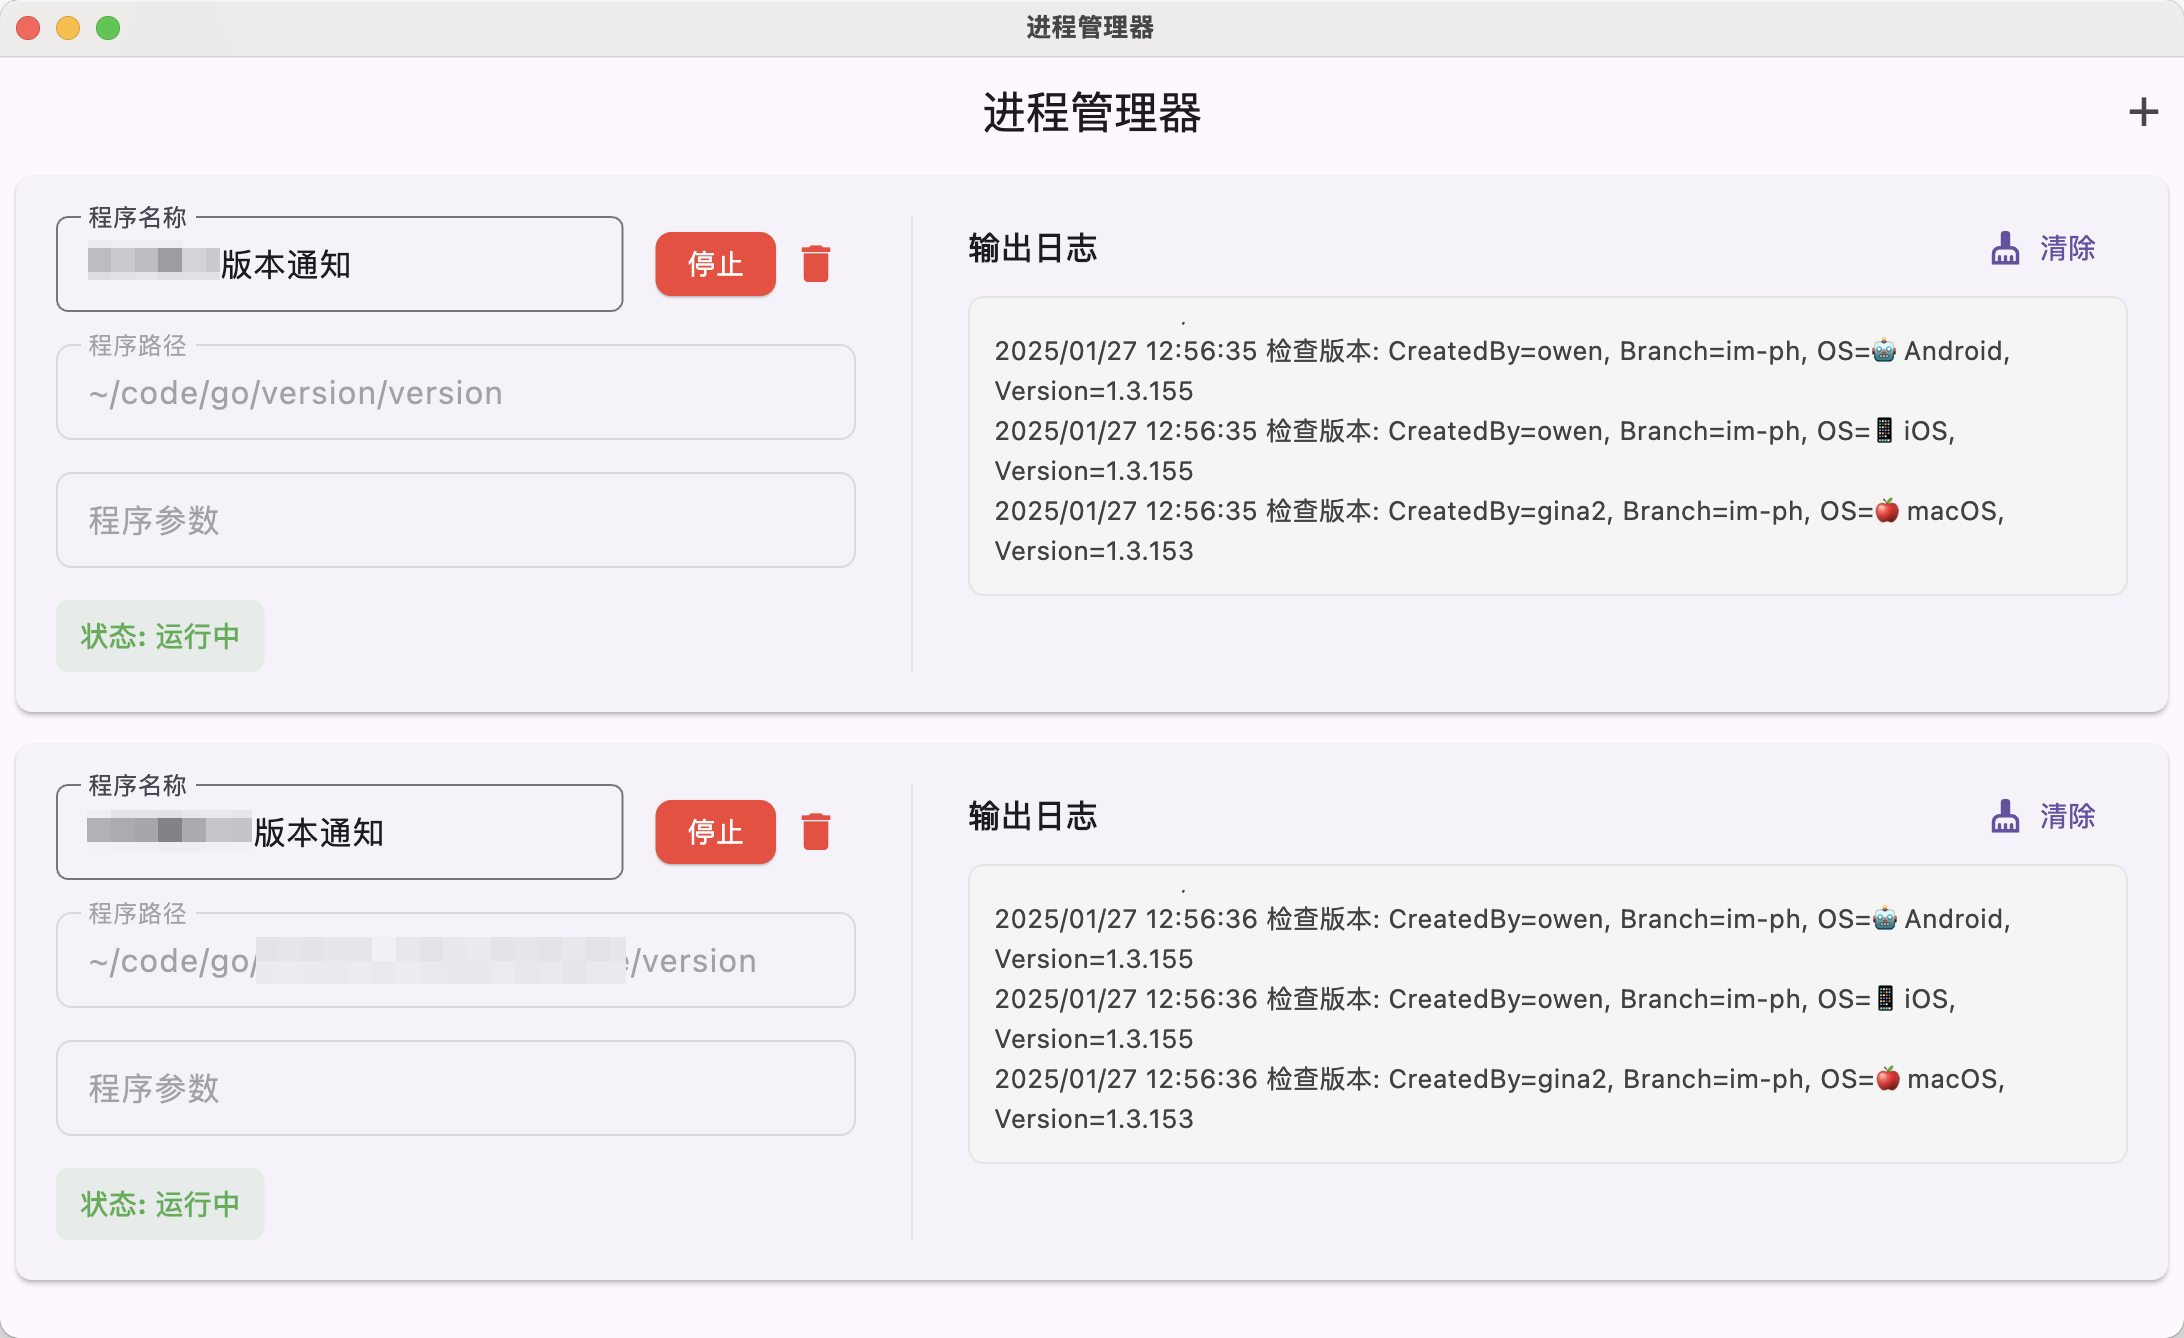 进程管理器
进程管理器
程序名称
版本通知
停止
程序路径
~/code/go/version/version
程序参数
状态: 运行中
输出日志
清除
2025/01/27 12:56:35 检查版本: CreatedBy=owen, Branch=im-ph, OS=🤖 Android,
Version=1.3.155
2025/01/27 12:56:35 检查版本: CreatedBy=owen, Branch=im-ph, OS=📱 iOS,
Version=1.3.155
2025/01/27 12:56:35 检查版本: CreatedBy=gina2, Branch=im-ph, OS=🍎 macOS,
Version=1.3.153
程序名称
版本通知
停止
程序路径
~/code/go/ /version
程序参数
状态: 运行中
输出日志
清除
2025/01/27 12:56:36 检查版本: CreatedBy=owen, Branch=im-ph, OS=🤖 Android,
Version=1.3.155
2025/01/27 12:56:36 检查版本: CreatedBy=owen, Branch=im-ph, OS=📱 iOS,
Version=1.3.155
2025/01/27 12:56:36 检查版本: CreatedBy=gina2, Branch=im-ph, OS=🍎 macOS,
Version=1.3.153